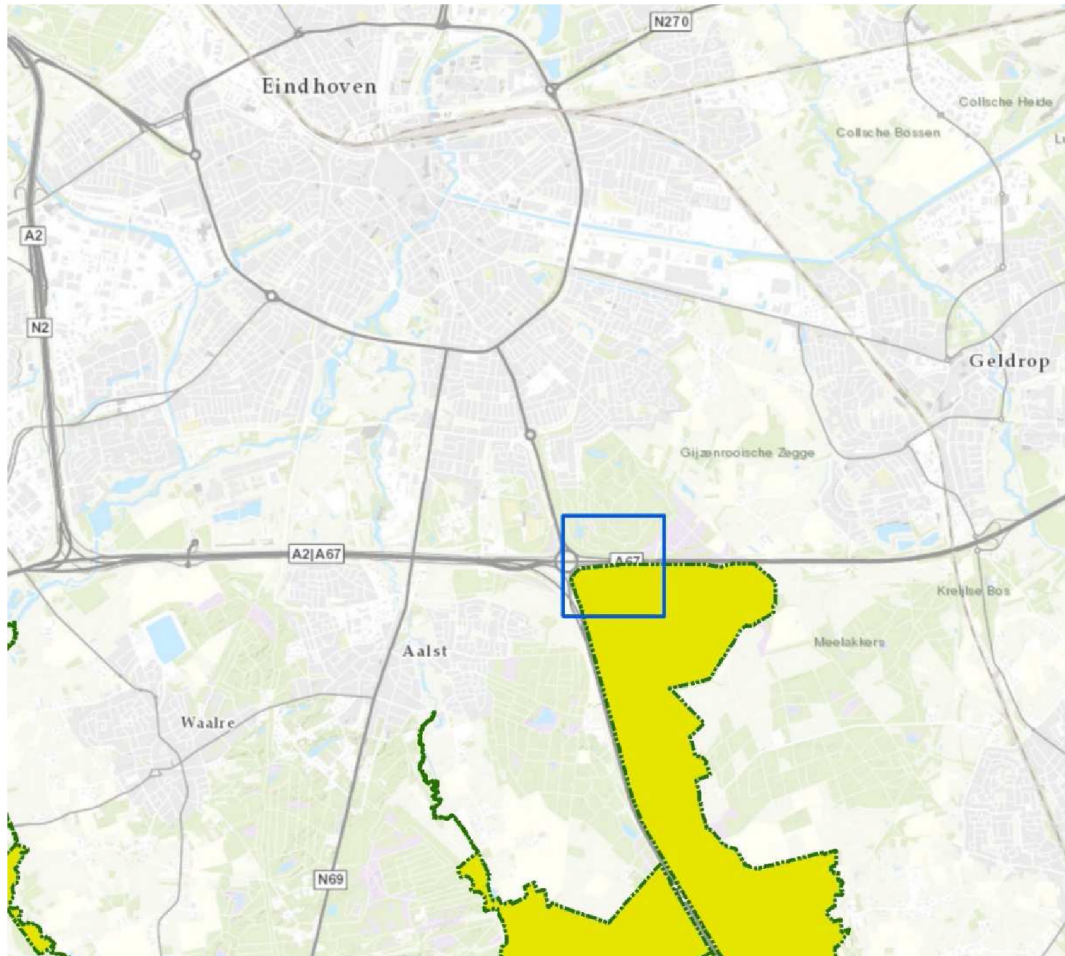 N270
Eindhoven
Collsche Heide
Collsche Bossen
A2
N2
Geldrop
Gijzenrooische Zegge
A2|A67
A67
Kreijlse Bos
Meelakkers
Aalst
Waalre
N69